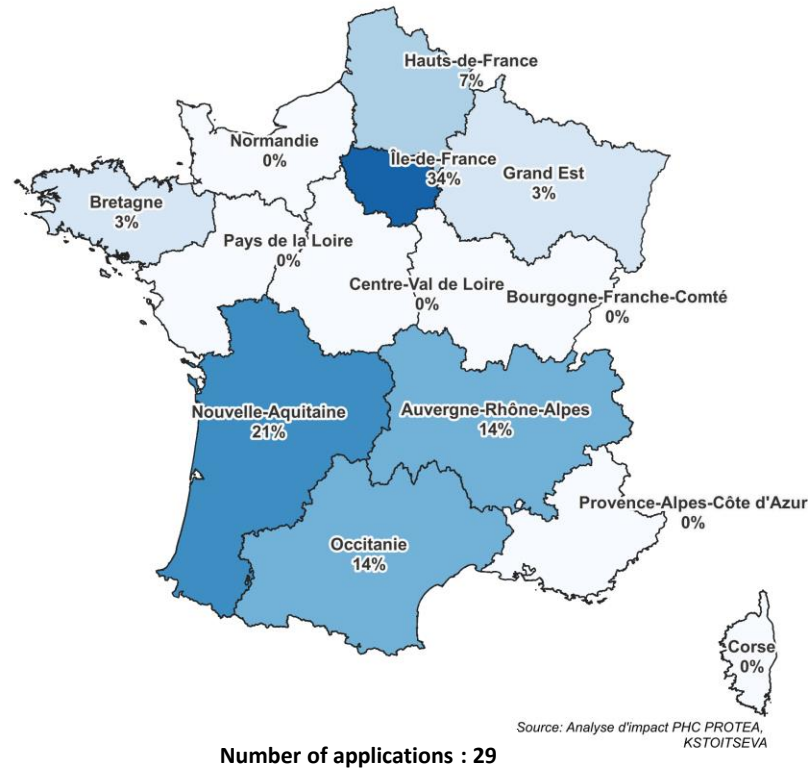 Hauts-de-France
7%
Normandie
0%
Île-de-France
34%
Grand Est
3%
Bretagne
3%
Pays de la Loire
0%
Centre-Val de Loire
0%
Bourgogne-Franche-Comté
0%
Nouvelle-Aquitaine
21%
Auvergne-Rhône-Alpes
14%
Provence-Alpes-Côte d'Azur
0%
Occitanie
14%
Corse
0%
Source: Analyse d'impact PHC PROTEA,
KSTOITSEVA
Number of applications : 29